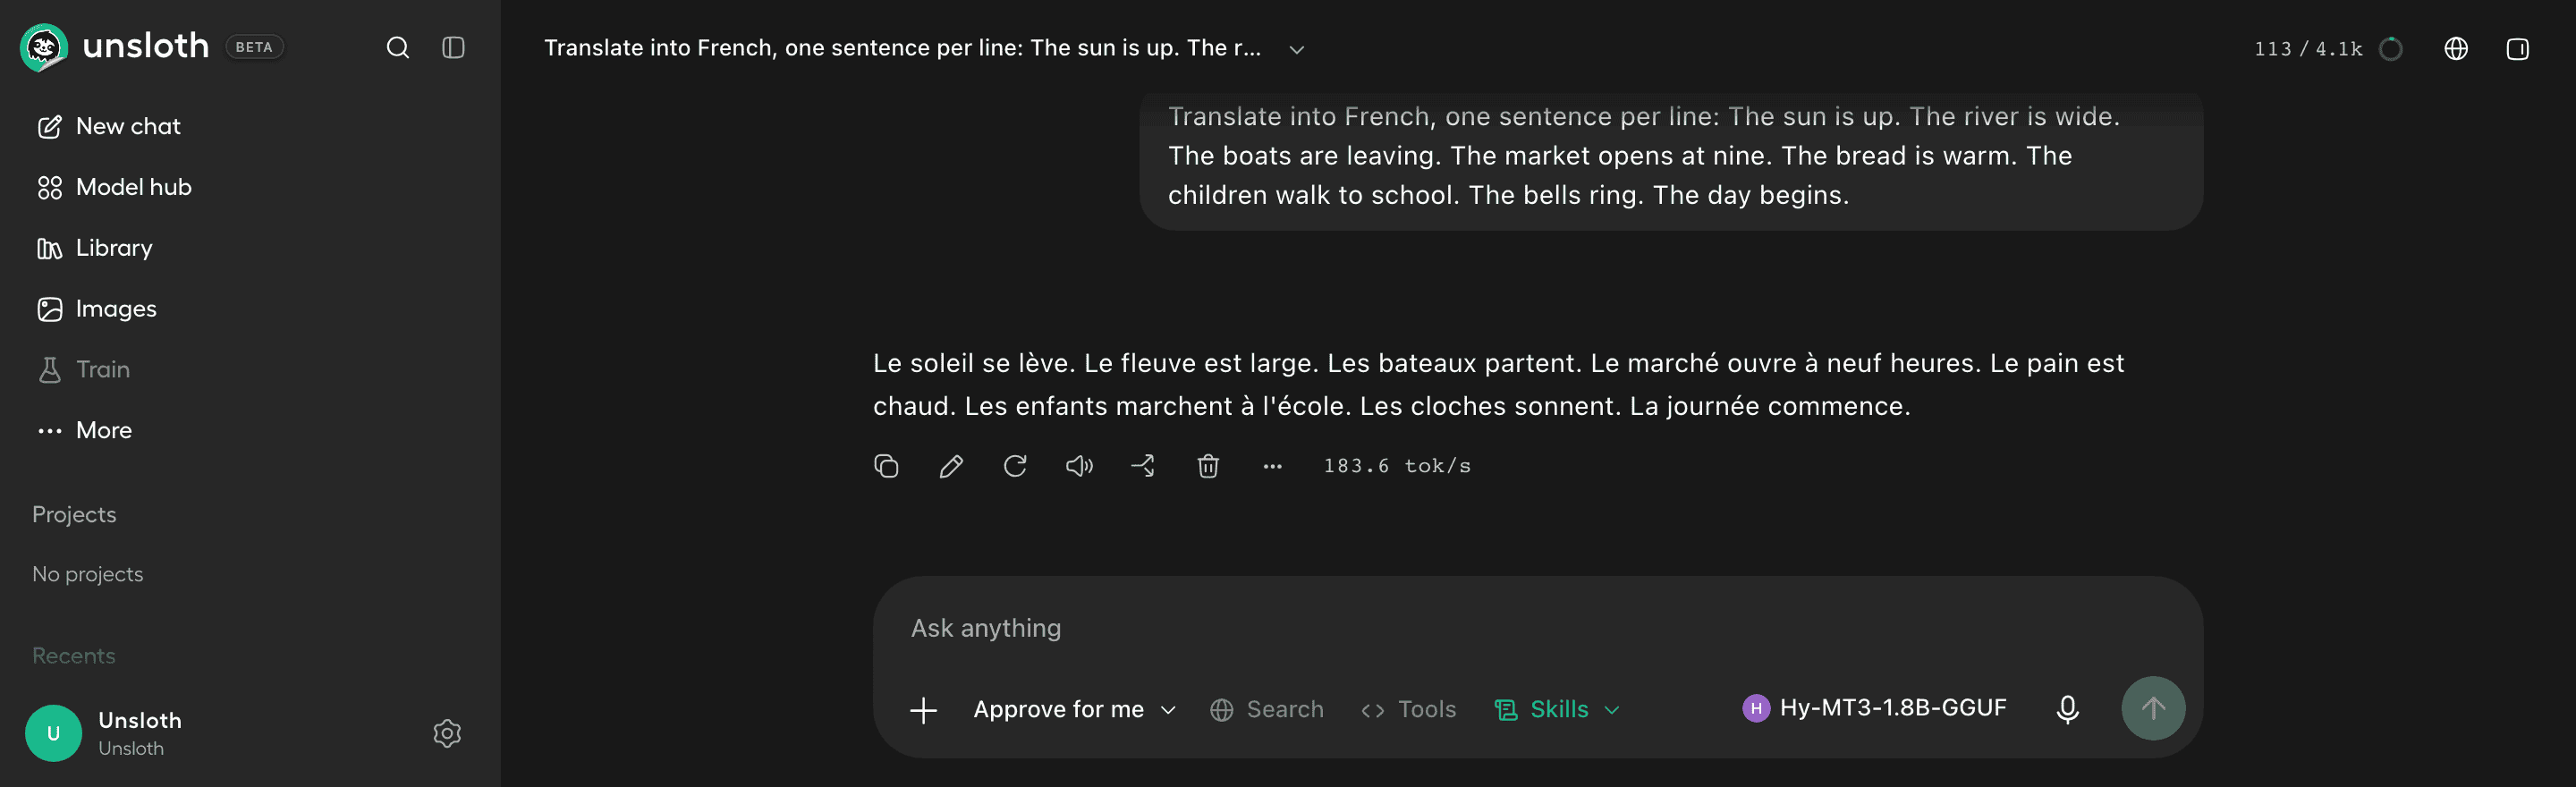 unsloth BETA
New chat
Model hub
Library
Images
Train
More
Projects
No projects
Recents
U
Unsloth
Unsloth
Translate into French, one sentence per line: The sun is up. The r...
113 / 4.1k
Translate into French, one sentence per line: The sun is up. The river is wide.
The boats are leaving. The market opens at nine. The bread is warm. The
children walk to school. The bells ring. The day begins.
Le soleil se lève. Le fleuve est large. Les bateaux partent. Le marché ouvre à neuf heures. Le pain est
chaud. Les enfants marchent à l'école. Les cloches sonnent. La journée commence.
183.6 tok/s
Ask anything
Approve for me
Search
Tools
Skills
H
Hy-MT3-1.8B-GGUF